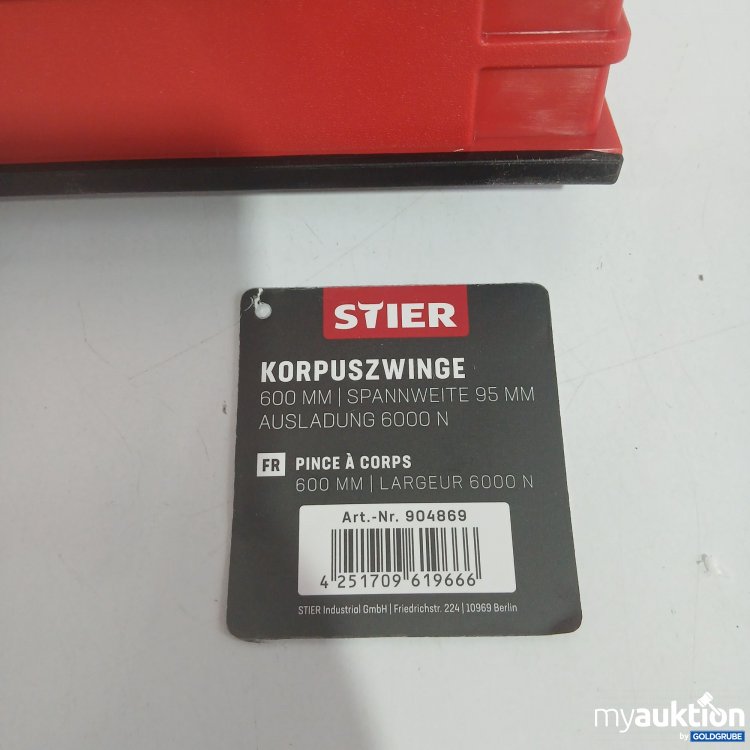 STIER
KORPUSZWINGE
600 MM | SPANNWEITE 95 MM
AUSLADUNG 6000 N
FR PINCE À CORPS
600 MM | LARGEUR 6000 N
Art.-Nr. 904869
4 251709 619666
STIER Industrial GmbH | Friedrichstr. 224 | 10969 Berlin
myauktion
by GOLDGRUBE